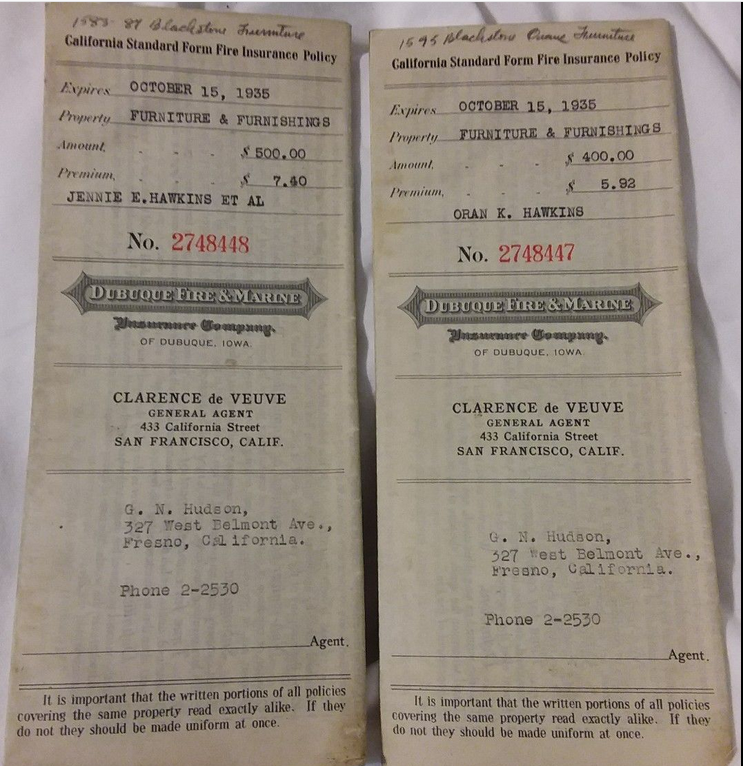 1583-87 Blackstone Furniture
California Standard Form Fire Insurance Policy
Expires OCTOBER 15, 1935
Property FURNITURE & FURNISHINGS
Amount, - - - $ 500.00
Premium, - - - $ 7.40
JENNIE E.HAWKINS ET AL
No. 2748448
DUBUQUE FIRE & MARINE
Insurance Company,
OF DUBUQUE, IOWA.
CLARENCE de VEUVE
GENERAL AGENT
433 California Street
SAN FRANCISCO, CALIF.
G. N. Hudson,
327 West Belmont Ave.,
Fresno, California.
Phone 2-2530
Agent.
It is important that the written portions of all policies
covering the same property read exactly alike. If they
do not they should be made uniform at once.
1595 Blackstone Furniture
California Standard Form Fire Insurance Policy
Expires OCTOBER 15, 1935
Property FURNITURE & FURNISHINGS
Amount, - - - $ 400.00
Premium, - - - $ 5.92
ORAN K. HAWKINS
No. 2748447
DUBUQUE FIRE & MARINE
Insurance Company,
OF DUBUQUE, IOWA.
CLARENCE de VEUVE
GENERAL AGENT
433 California Street
SAN FRANCISCO, CALIF.
G. N. Hudson,
327 West Belmont Ave.,
Fresno, California.
Phone 2-2530
Agent.
It is important that the written portions of all policies
covering the same property read exactly alike. If they
do not they should be made uniform at once.